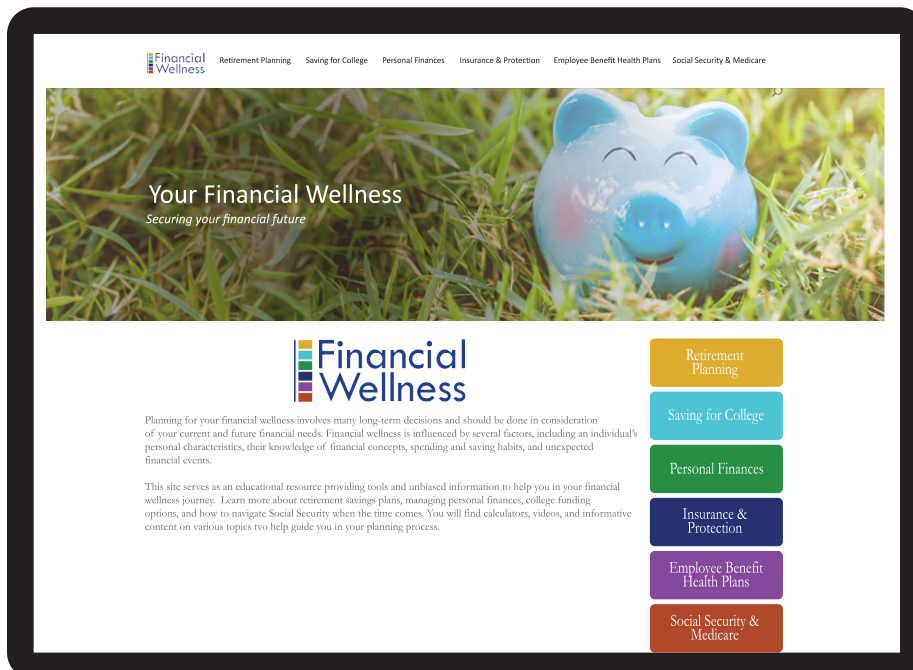 Financial
Wellness
Retirement Planning Saving for College Personal Finances Insurance & Protection Employee Benefit Health Plans Social Security & Medicare
Your Financial Wellness
Securing your financial future
Financial
Wellness
Planning for your financial wellness involves many long-term decisions and should be done in consideration
of your current and future financial needs. Financial wellness is influenced by several factors, including an individual's
personal characteristics, their knowledge of financial concepts, spending and saving habits, and unexpected
financial events.
This site serves as an educational resource providing tools and unbiased information to help you in your financial
wellness journey. Learn more about retirement savings plans, managing personal finances, college funding
options, and how to navigate Social Security when the time comes. You will find calculators, videos, and informative
content on various topics tvo help guide you in your planning process.
Retirement
Planning
Saving for College
Personal Finances
Insurance &
Protection
Employee Benefit
Health Plans
Social Security &
Medicare